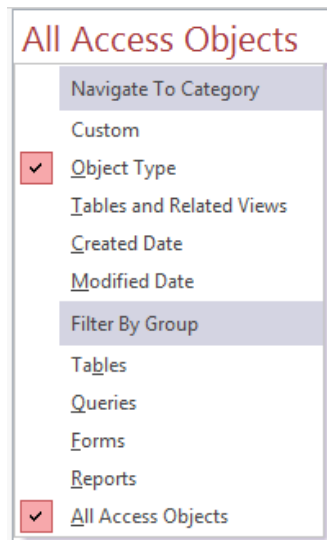 All Access Objects
Navigate To Category
Custom
Object Type
Tables and Related Views
Created Date
Modified Date
Filter By Group
Tables
Queries
Forms
Reports
All Access Objects